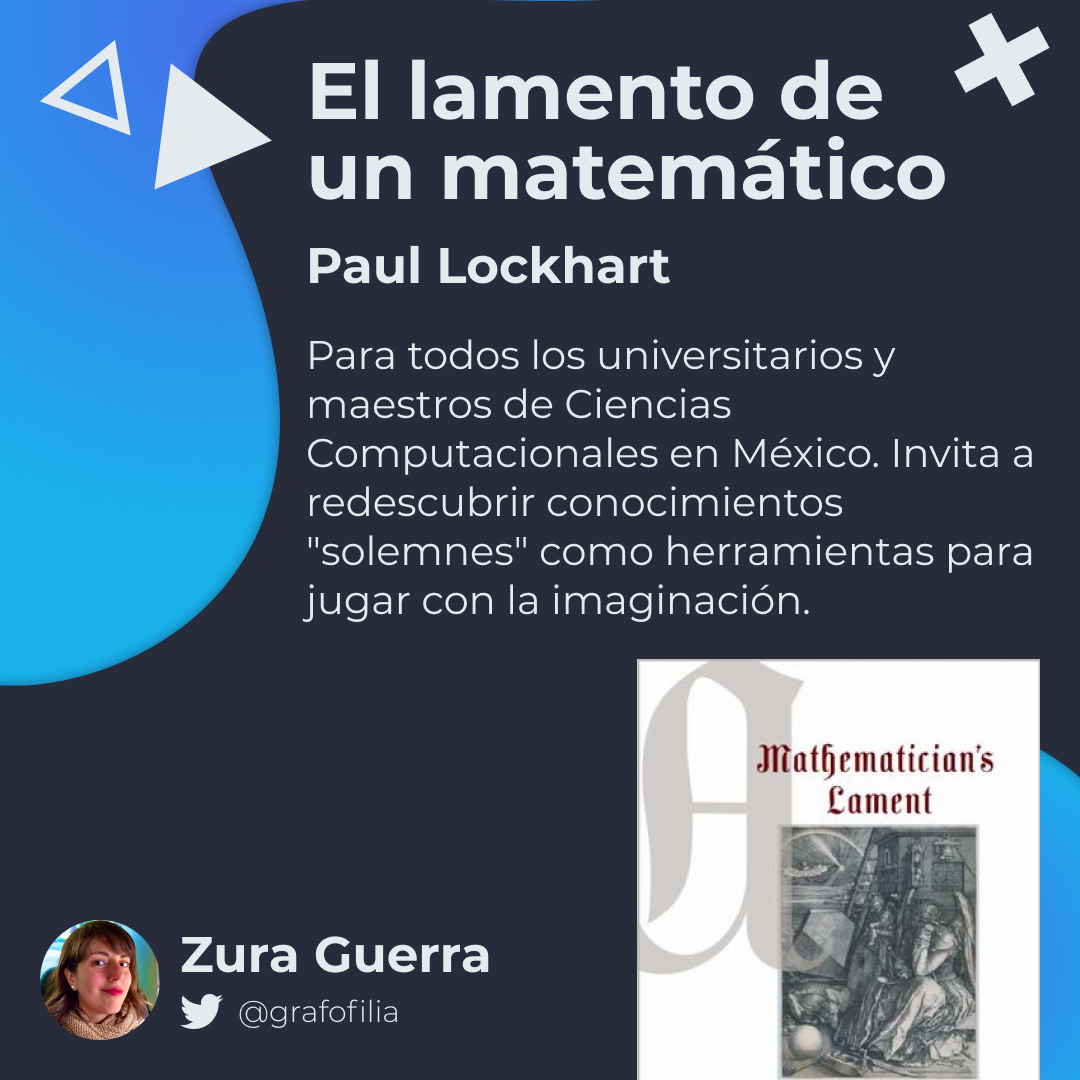 El lamento de
un matemático
Paul Lockhart
Para todos los universitarios y
maestros de Ciencias
Computacionales en México. Invita a
redescubrir conocimientos
"solemnes" como herramientas para
jugar con la imaginación.
A
Mathematician's
Lament
Zura Guerra
@grafofilia